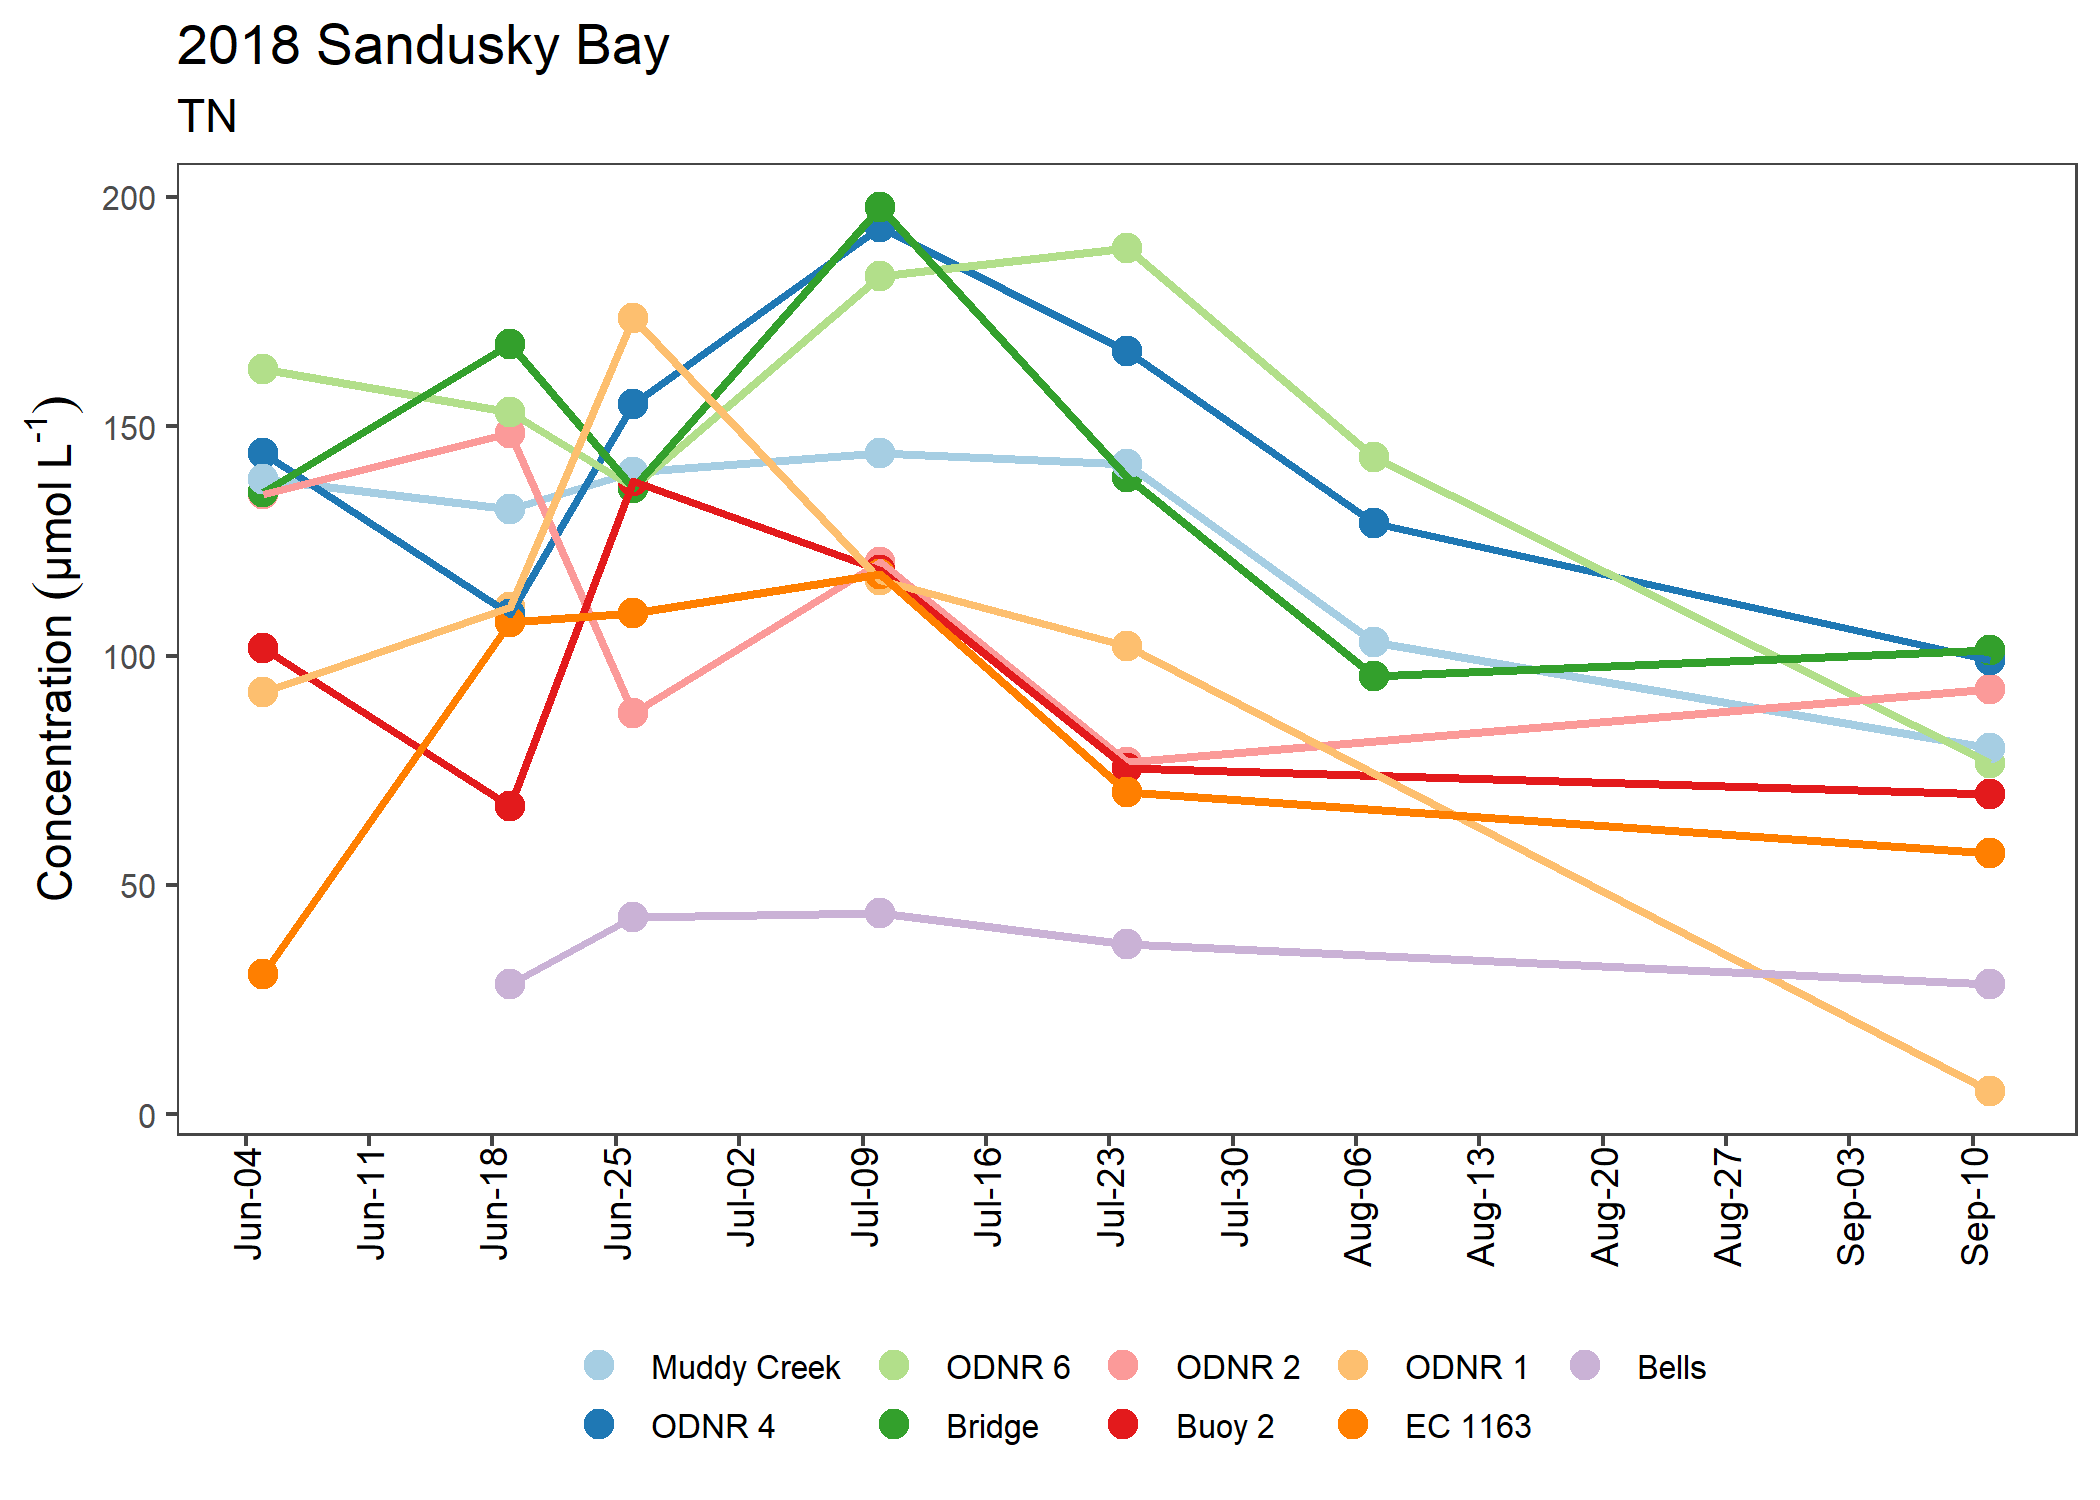 2018 Sandusky Bay
TN
Concentration (μmol L⁻¹)
200
150
100
50
0
Jun-04
Jun-11
Jun-18
Jun-25
Jul-02
Jul-09
Jul-16
Jul-23
Jul-30
Aug-06
Aug-13
Aug-20
Aug-27
Sep-03
Sep-10
Muddy Creek ODNR 6 ODNR 2 ODNR 1 Bells
ODNR 4 Bridge Buoy 2 EC 1163